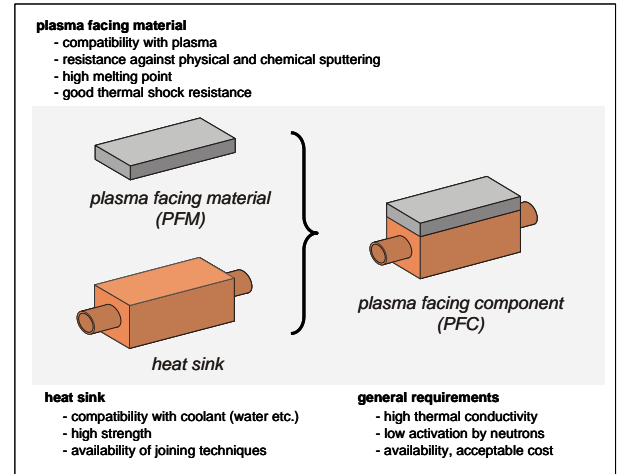 plasma facing material
- compatibility with plasma
- resistance against physical and chemical sputtering
- high melting point
- good thermal shock resistance
plasma facing material
(PFM)
heat sink
plasma facing component
(PFC)
heat sink
- compatibility with coolant (water etc.)
- high strength
- availability of joining techniques
general requirements
- high thermal conductivity
- low activation by neutrons
- availability, acceptable cost